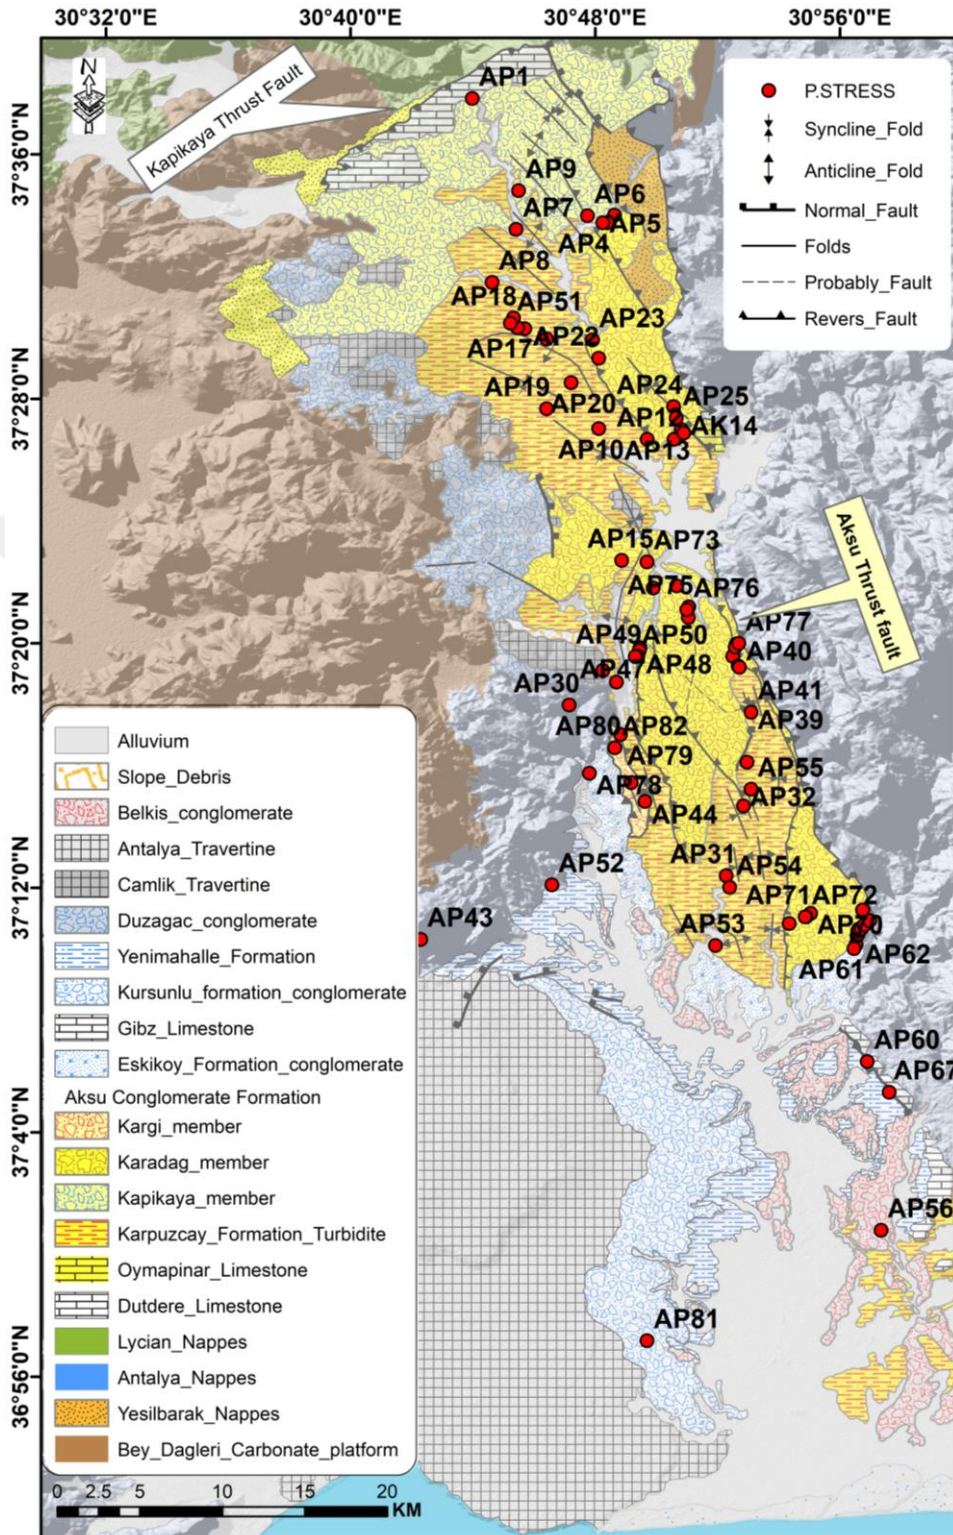 30°32'0"E
30°40'0"E
30°48'0"E
30°56'0"E
37°36'0"N
37°28'0"N
37°20'0"N
37°12'0"N
37°4'0"N
36°56'0"N
N
Kapikaya Thrust Fault
Aksu Thrust fault
P.STRESS
Syncline_Fold
Anticline_Fold
Normal_Fault
Folds
Probably_Fault
Revers_Fault
AP1
AP9
AP7
AP6
AP5
AP4
AP8
AP18
AP51
AP23
AP17
AP22
AP19
AP20
AP24
AP25
AP12
AK14
AP10
AP13
AP15
AP73
AP75
AP76
AP77
AP49
AP50
AP40
AP47
AP48
AP30
AP41
AP80
AP82
AP39
AP79
AP55
AP78
AP32
AP44
AP52
AP31
AP54
AP71
AP72
AP43
AP53
AP70
AP61
AP62
AP60
AP67
AP56
AP81
Alluvium
Slope_Debris
Belkis_conglomerate
Antalya_Travertine
Camlik_Travertine
Duzagac_conglomerate
Yenimahalle_Formation
Kursunlu_formation_conglomerate
Gibz_Limestone
Eskikoy_Formation_conglomerate
Aksu Conglomerate Formation
Kargi_member
Karadag_member
Kapikaya_member
Karpuzcay_Formation_Turbidite
Oymapinar_Limestone
Dutdere_Limestone
Lycian_Nappes
Antalya_Nappes
Yesilbarak_Nappes
Bey_Dagleri_Carbonate_platform
0 2.5 5 10 15 20
KM